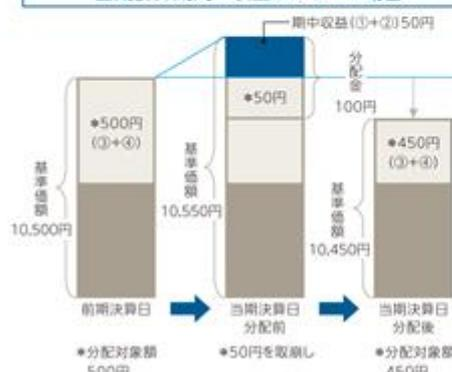 期中収益(①+②)50円
*500円
(③+④)
基準価額
10,500円
*50円
分配金
100円
基準価額
10,550円
*450円
(③+④)
基準価額
10,450円
前期決算日
当期決算日
分配前
当期決算日
分配後
*分配対象額
500円
*50円を取崩し
*分配対象額
450円